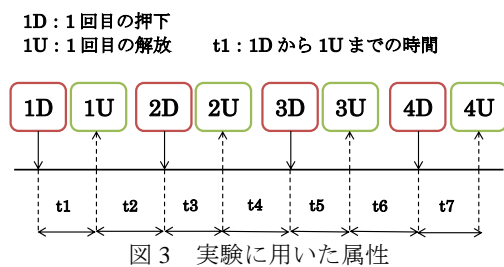 1D：1回目の押下
1U：1回目の解放　t1：1Dから1Uまでの時間
1D 1U 2D 2U 3D 3U 4D 4U
t1 t2 t3 t4 t5 t6 t7
図3　実験に用いた属性